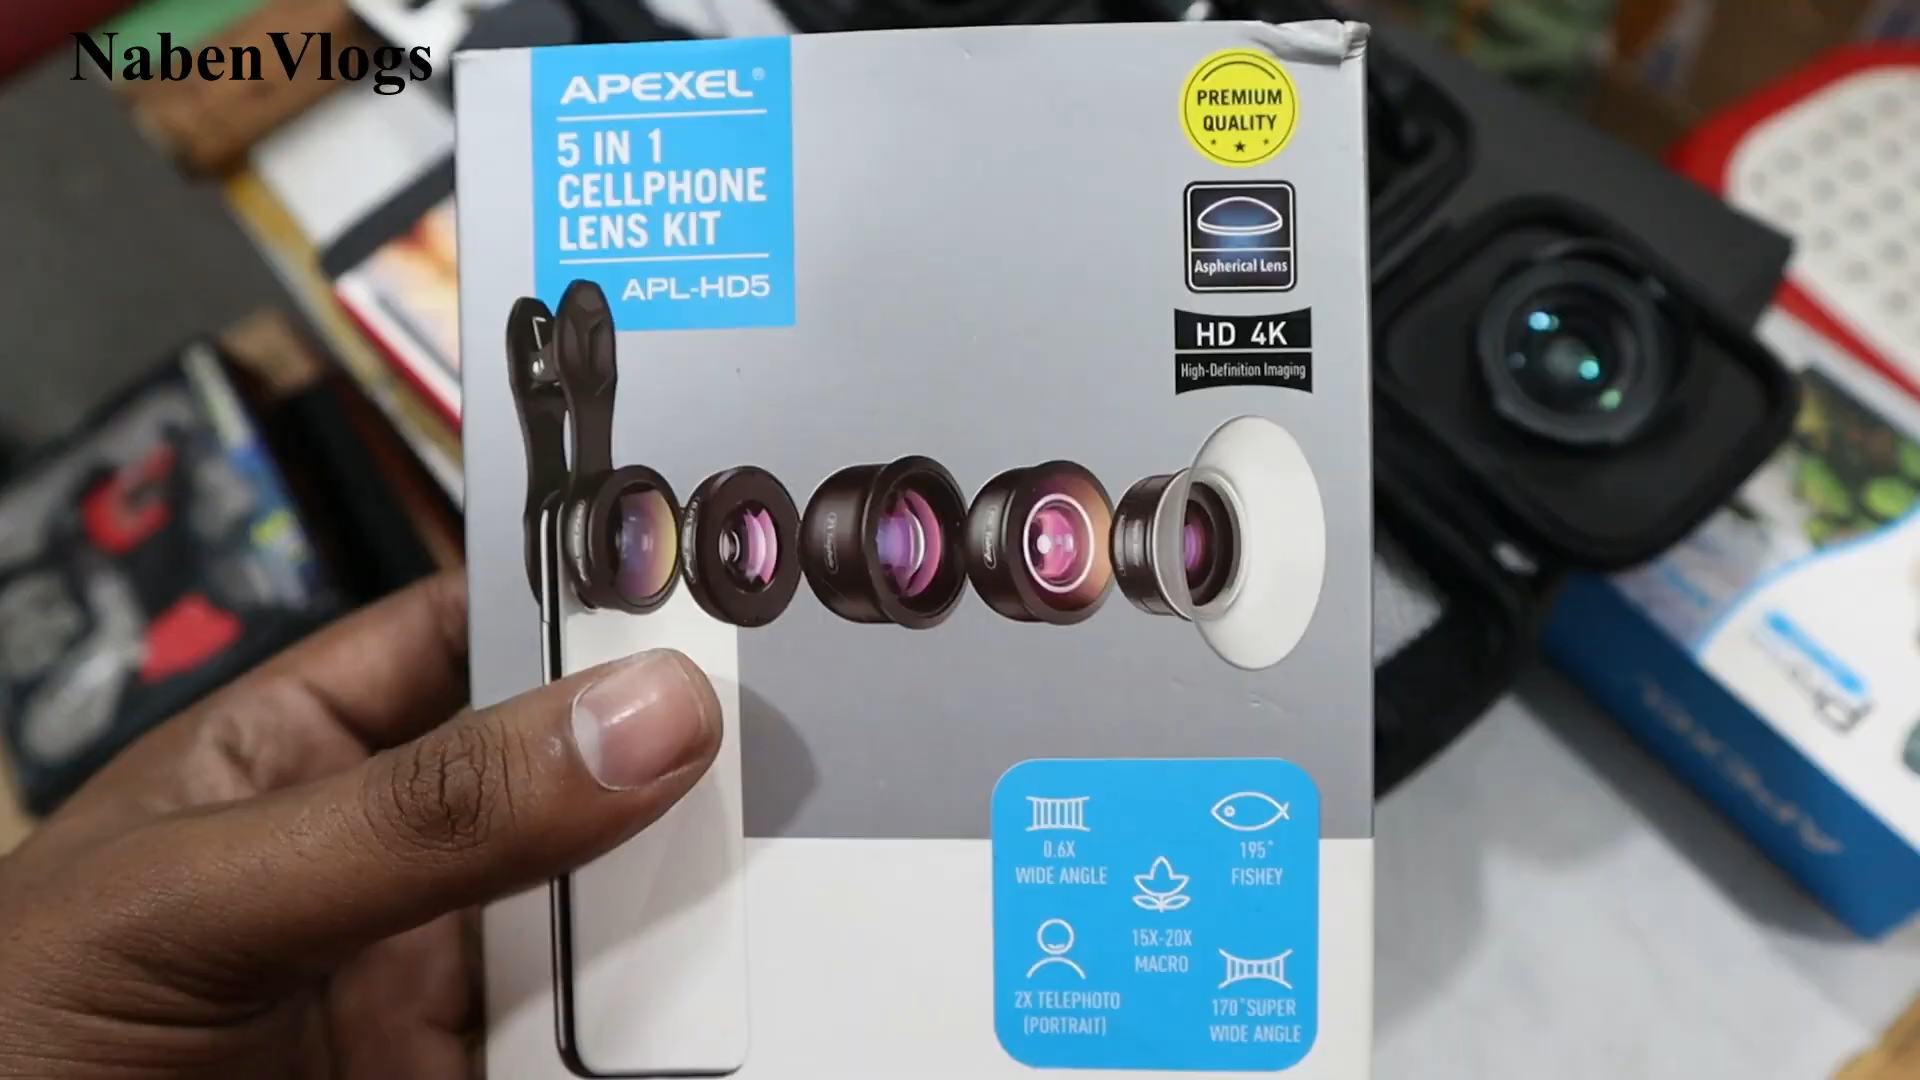 NabenVlogs
APEXEL®
5 IN 1
CELLPHONE
LENS KIT
APL-HD5
PREMIUM
QUALITY
Aspherical Lens
HD 4K
High-Definition Imaging
0.6X
WIDE ANGLE
195°
FISHEY
15X-20X
MACRO
2X TELEPHOTO
(PORTRAIT)
170°SUPER
WIDE ANGLE